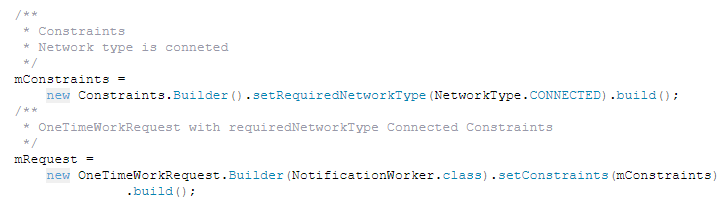 /**
 * Constraints
 * Network type is conneted
 */
mConstraints =
    new Constraints.Builder().setRequiredNetworkType(NetworkType.CONNECTED).build();
/**
 * OneTimeWorkRequest with requiredNetworkType Connected Constraints
 */
mRequest =
    new OneTimeWorkRequest.Builder(NotificationWorker.class).setConstraints(mConstraints)
              .build();